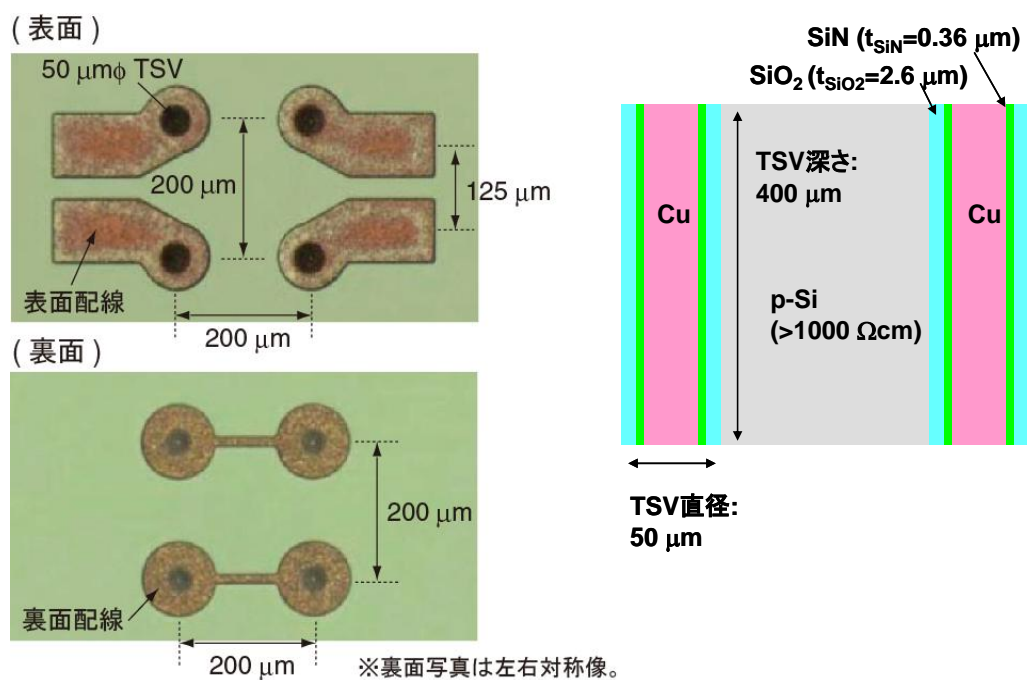 (表面)
50 μmφ TSV
200 μm
125 μm
表面配線
200 μm
(裏面)
200 μm
裏面配線
200 μm
※裏面写真は左右対称像。
SiN (tSiN=0.36 μm)
SiO2 (tSiO2=2.6 μm)
TSV深さ:
400 μm
Cu
Cu
p-Si
(>1000 Ωcm)
TSV直径:
50 μm